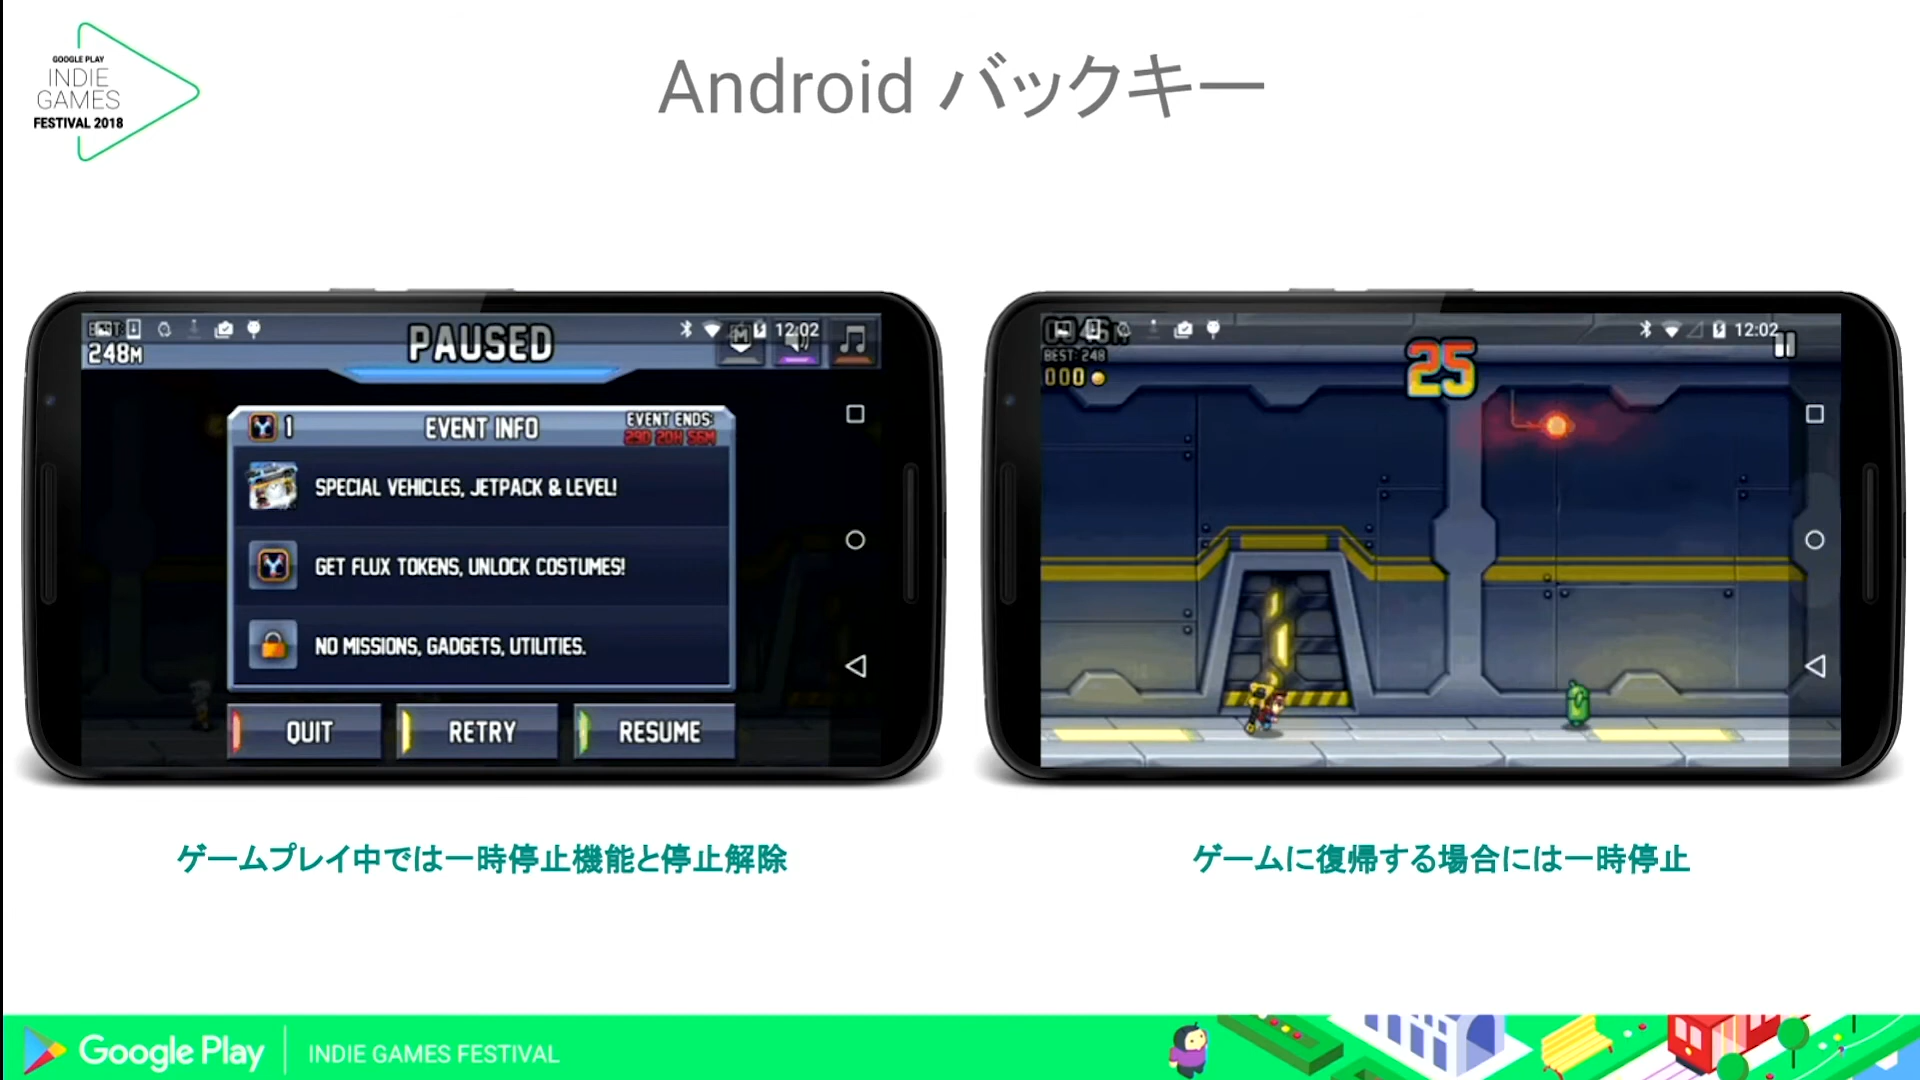 GOOGLE PLAY
INDIE
GAMES
FESTIVAL 2018
Android バックキー
12:02
248M
PAUSED
1 EVENT INFO EVENT ENDS:
29D 20H 56M
SPECIAL VEHICLES, JETPACK & LEVEL!
GET FLUX TOKENS, UNLOCK COSTUMES!
NO MISSIONS, GADGETS, UTILITIES.
QUIT RETRY RESUME
12:02
BEST: 248
000
25
ゲームプレイ中では一時停止機能と停止解除
ゲームに復帰する場合には一時停止
Google Play INDIE GAMES FESTIVAL